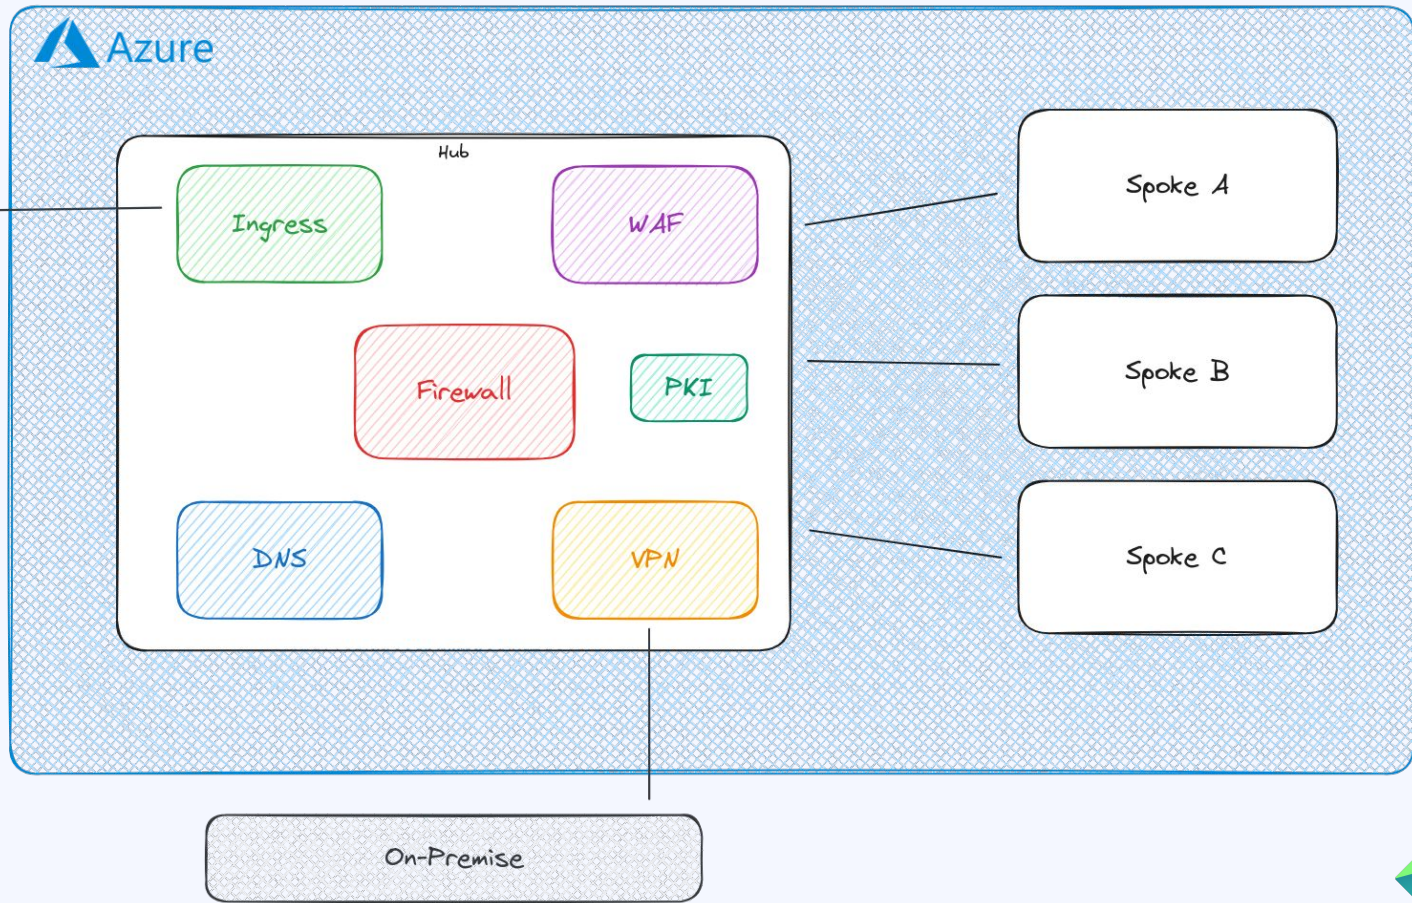 Azure
Hub
Ingress
WAF
Firewall
PKI
DNS
VPN
Spoke A
Spoke B
Spoke C
On-Premise